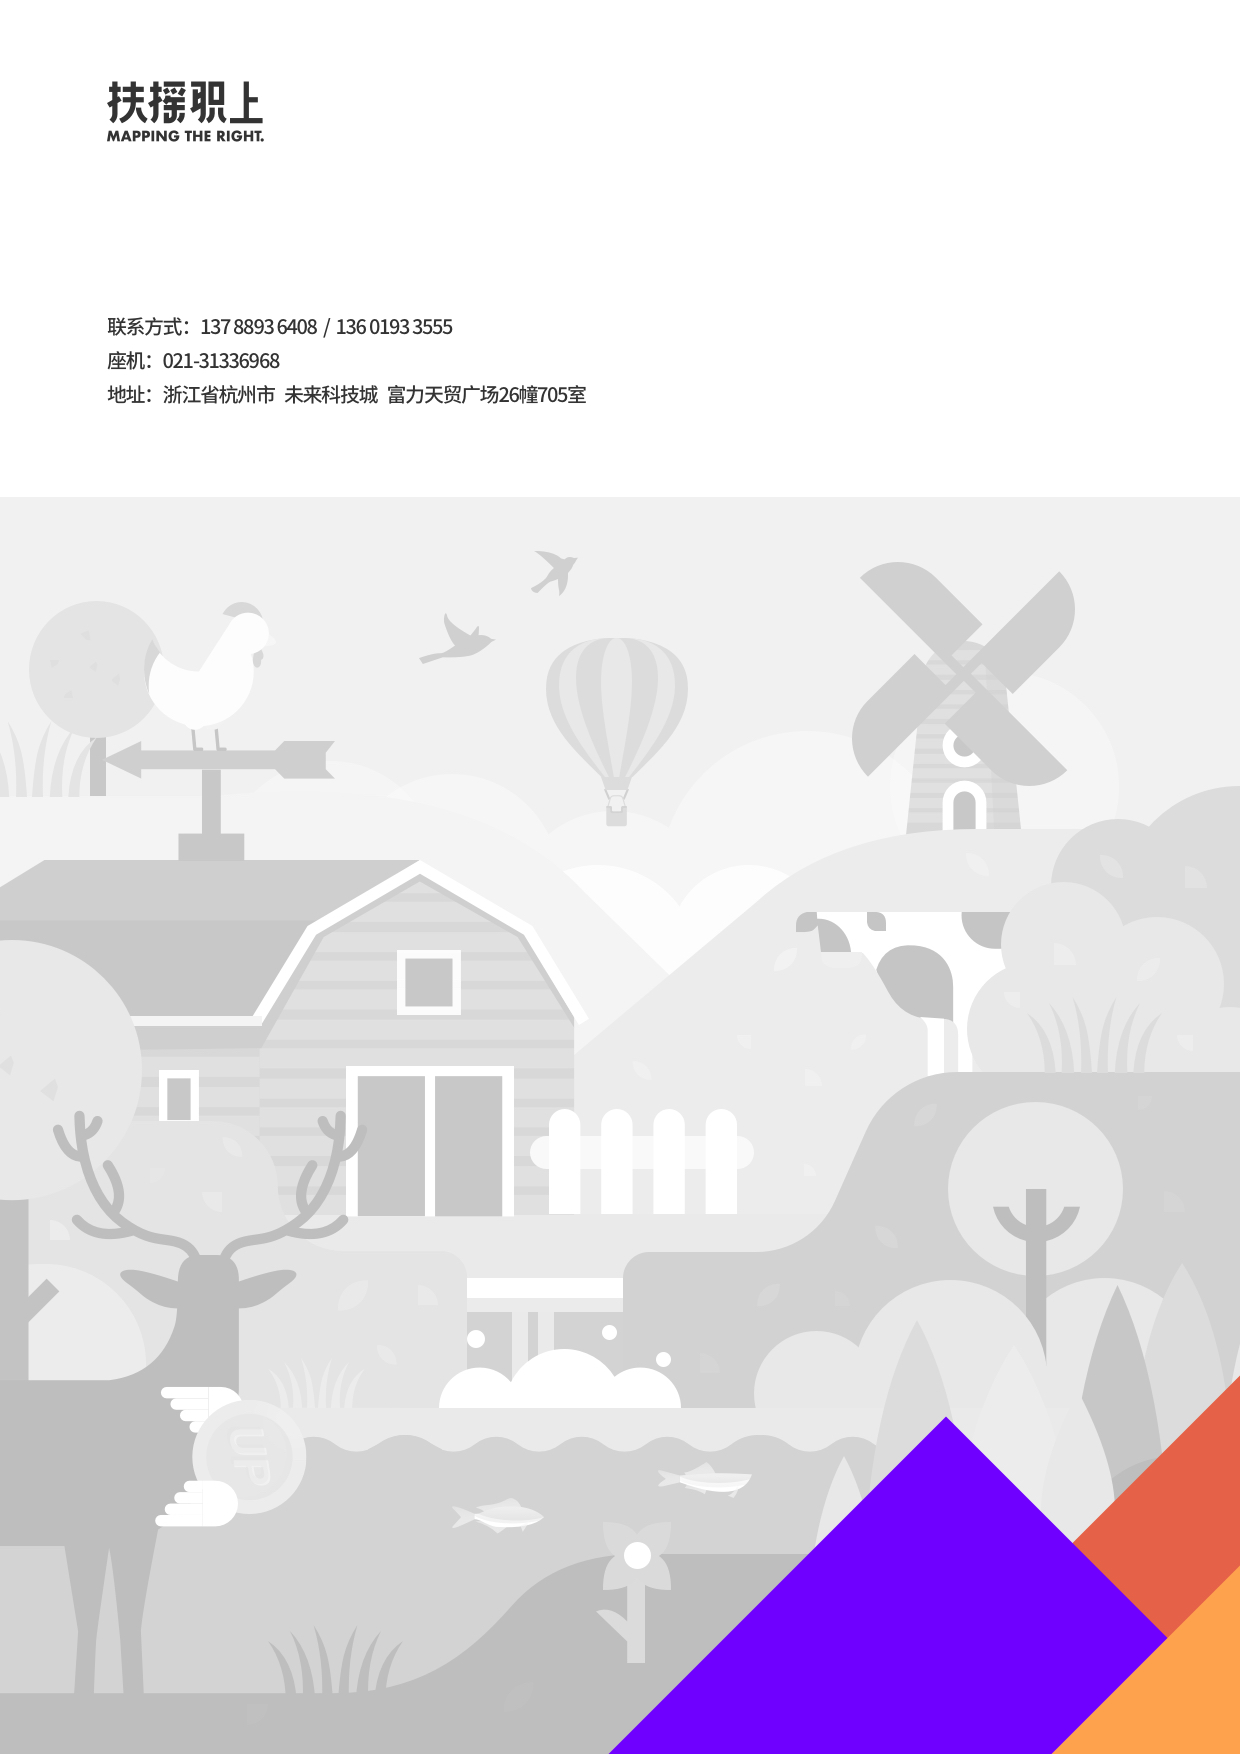 扶摇职上
MAPPING THE RIGHT.
联系方式：137 8893 6408 / 136 0193 3555
座机：021-31336968
地址：浙江省杭州市 未来科技城 富力天贸广场26幢705室
UP